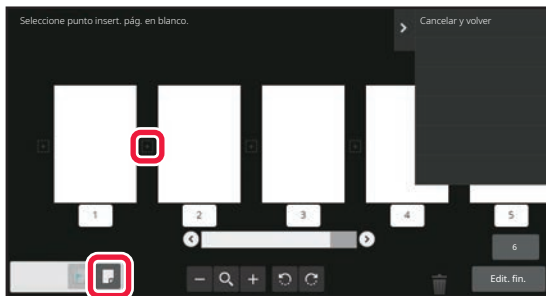 Seleccione punto insert. pág. en blanco.
Cancelar y volver
1
2
3
4
5
6
Edit. fin.